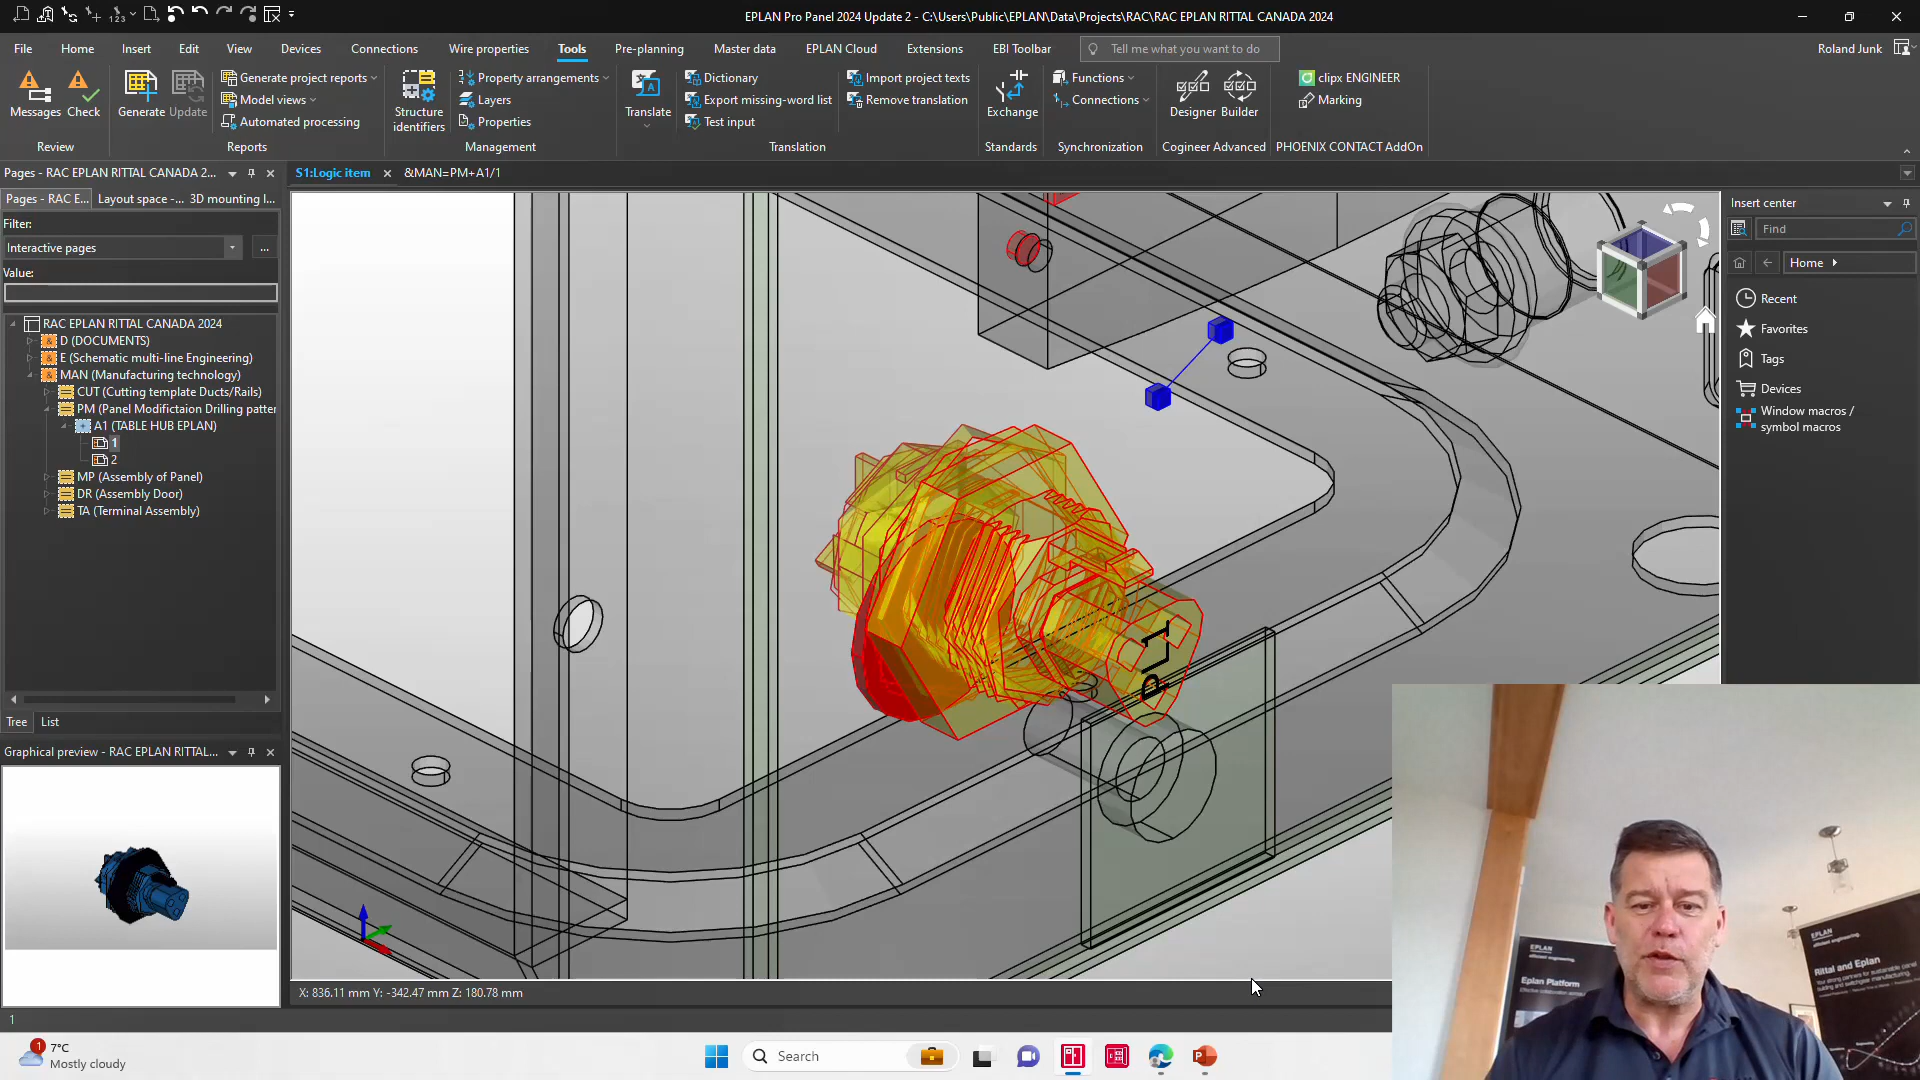 EPLAN Pro Panel 2024 Update 2 - C:\Users\Public\EPLAN\Data\Projects\RAC\RAC EPLAN RITTAL CANADA 2024
File Home Insert Edit View Devices Connections Wire properties Tools Pre-planning Master data EPLAN Cloud Extensions EBI Toolbar Tell me what you want to do Roland Junk
Messages Check Generate Update Generate project reports Model views Automated processing
Structure identifiers Property arrangements Layers Properties
Translate Dictionary Export missing-word list Test input Import project texts Remove translation
Exchange Functions Connections Designer Builder clipx ENGINEER Marking
Review Reports Management Translation Standards Synchronization Cogineer Advanced PHOENIX CONTACT AddOn
Pages - RAC EPLAN RITTAL CANADA 2... S1:Logic item &MAN=PM+A1/1
Pages - RAC E... Layout space -... 3D mounting l...
Filter:
Interactive pages ...
Value:
RAC EPLAN RITTAL CANADA 2024
D (DOCUMENTS)
E (Schematic multi-line Engineering)
MAN (Manufacturing technology)
CUT (Cutting template Ducts/Rails)
PM (Panel Modifictaion Drilling patter
A1 (TABLE HUB EPLAN)
1
2
MP (Assembly of Panel)
DR (Assembly Door)
TA (Terminal Assembly)
Tree List
Graphical preview - RAC EPLAN RITTAL...
X: 836.11 mm Y: -342.47 mm Z: 180.78 mm
1
Insert center
Find
Home
Recent
Favorites
Tags
Devices
Window macros /
symbol macros
EPLAN
efficient engineering.
Eplan Platform
EPLAN
efficient engineering.
Rittal and Eplan
1
7°C
Mostly cloudy
Search